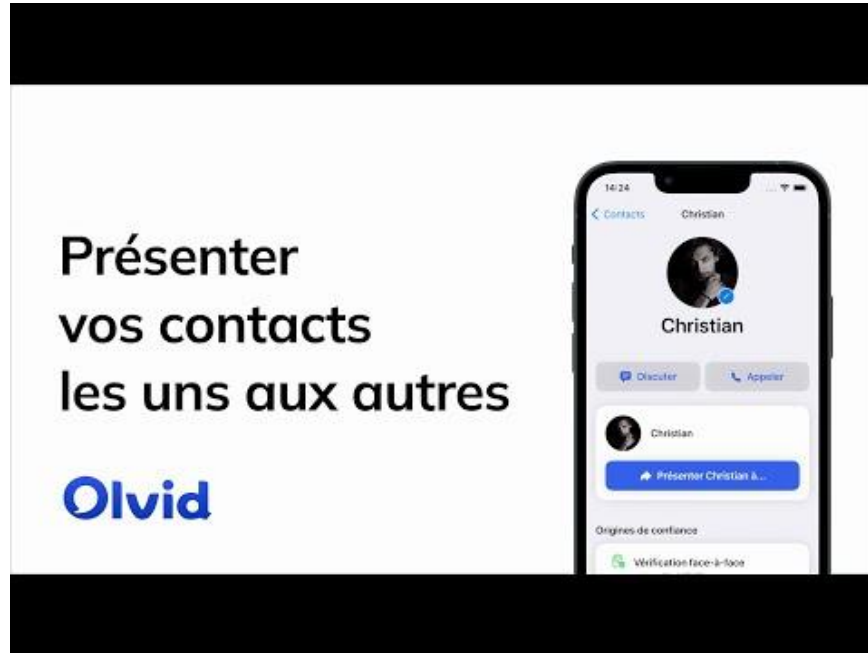 Présenter
vos contacts
les uns aux autres
Olvid
14:24
Contacts
Christian
Christian
Discuter
Appeler
Christian
Présenter Christian à...
Origines de confiance
Vérification face-à-face